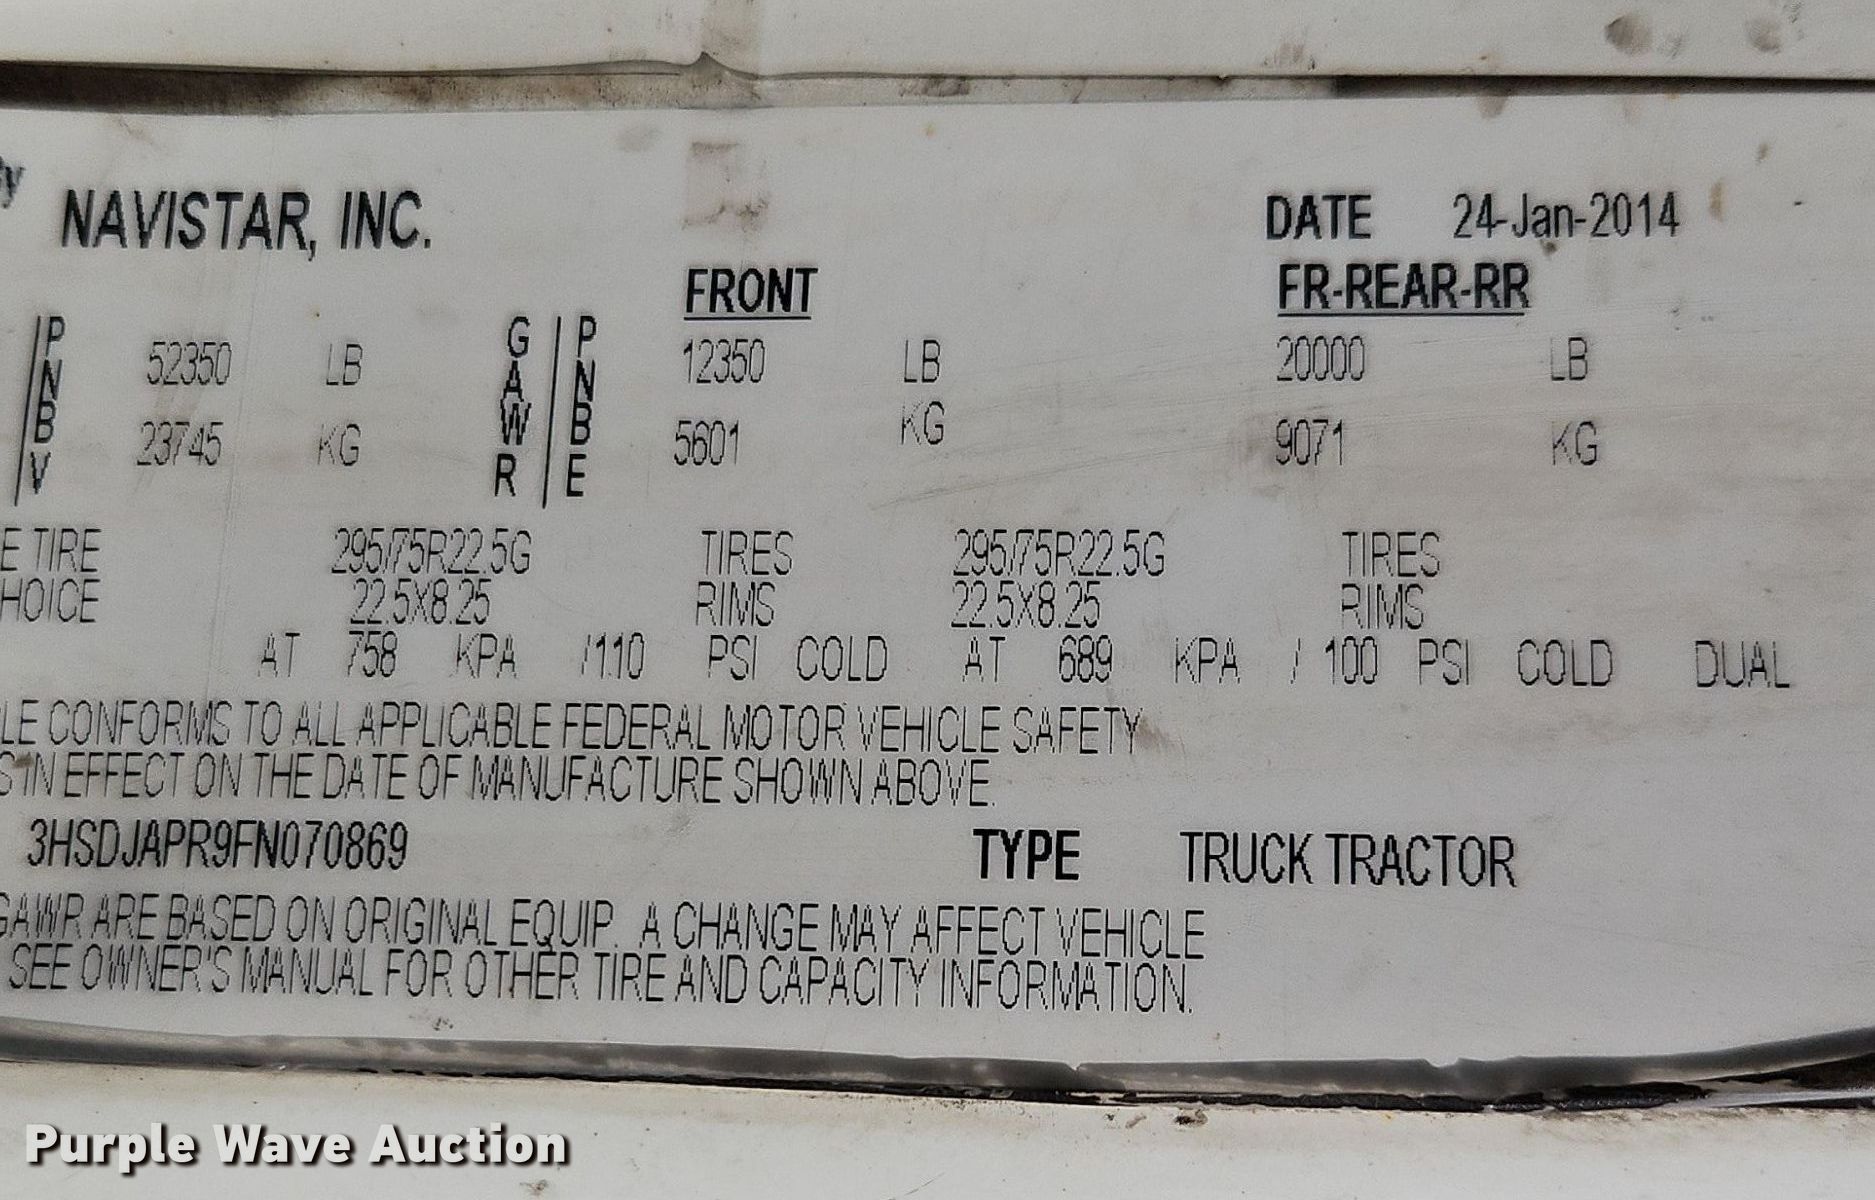 NAVISTAR, INC. DATE 24-Jan-2014
FRONT FR-REAR-RR
PNBV 52350 LB GAWR PNBE 12350 LB 20000 LB
23745 KG 5601 KG 9071 KG
E TIRE 295/75R22.5G TIRES 295/75R22.5G TIRES
HOICE 22.5X8.25 RIMS 22.5X8.25 RIMS
AT 758 KPA /110 PSI COLD AT 689 KPA / 100 PSI COLD DUAL
LE CONFORMS TO ALL APPLICABLE FEDERAL MOTOR VEHICLE SAFETY
S IN EFFECT ON THE DATE OF MANUFACTURE SHOWN ABOVE.
3HSDJAPR9FN070869 TYPE TRUCK TRACTOR
GAWR ARE BASED ON ORIGINAL EQUIP. A CHANGE MAY AFFECT VEHICLE
SEE OWNER'S MANUAL FOR OTHER TIRE AND CAPACITY INFORMATION.
Purple Wave Auction